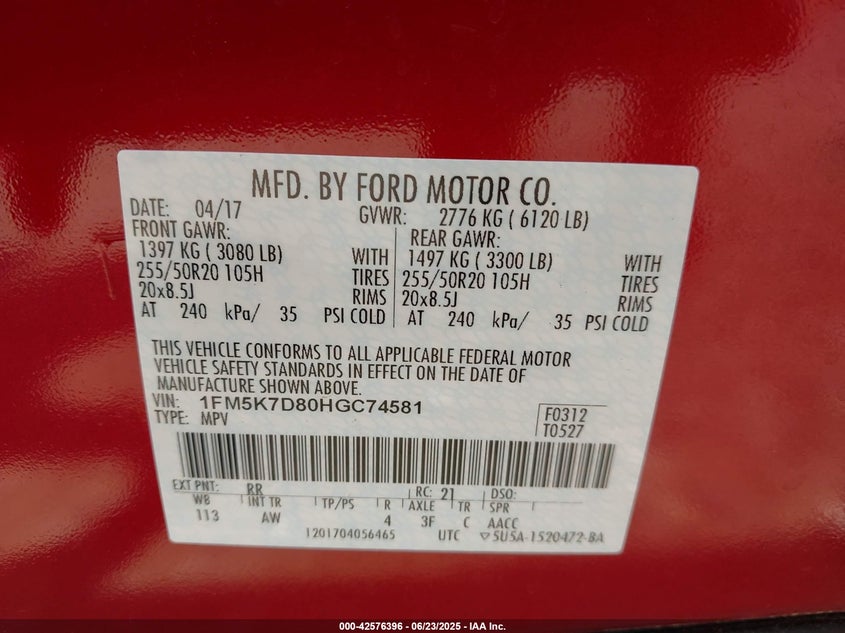 MFD. BY FORD MOTOR CO.
DATE: 04/17 GVWR: 2776 KG ( 6120 LB)
FRONT GAWR: REAR GAWR:
1397 KG ( 3080 LB) WITH 1497 KG ( 3300 LB) WITH
255/50R20 105H TIRES 255/50R20 105H TIRES
20x8.5J RIMS 20x8.5J RIMS
AT 240 kPa/ 35 PSI COLD AT 240 kPa/ 35 PSI COLD
THIS VEHICLE CONFORMS TO ALL APPLICABLE FEDERAL MOTOR
VEHICLE SAFETY STANDARDS IN EFFECT ON THE DATE OF
MANUFACTURE SHOWN ABOVE.
VIN: 1FM5K7D80HGC74581 F0312
TYPE: MPV T0527
EXT PNT: RR RC: 21 DSO:
WB INT TR TP/PS R AXLE TR SPR
113 AW 4 3F C AACC
1201704056465 UTC ▽5U5A-1520472-BA
000-42576396 - 06/23/2025 - IAA Inc.